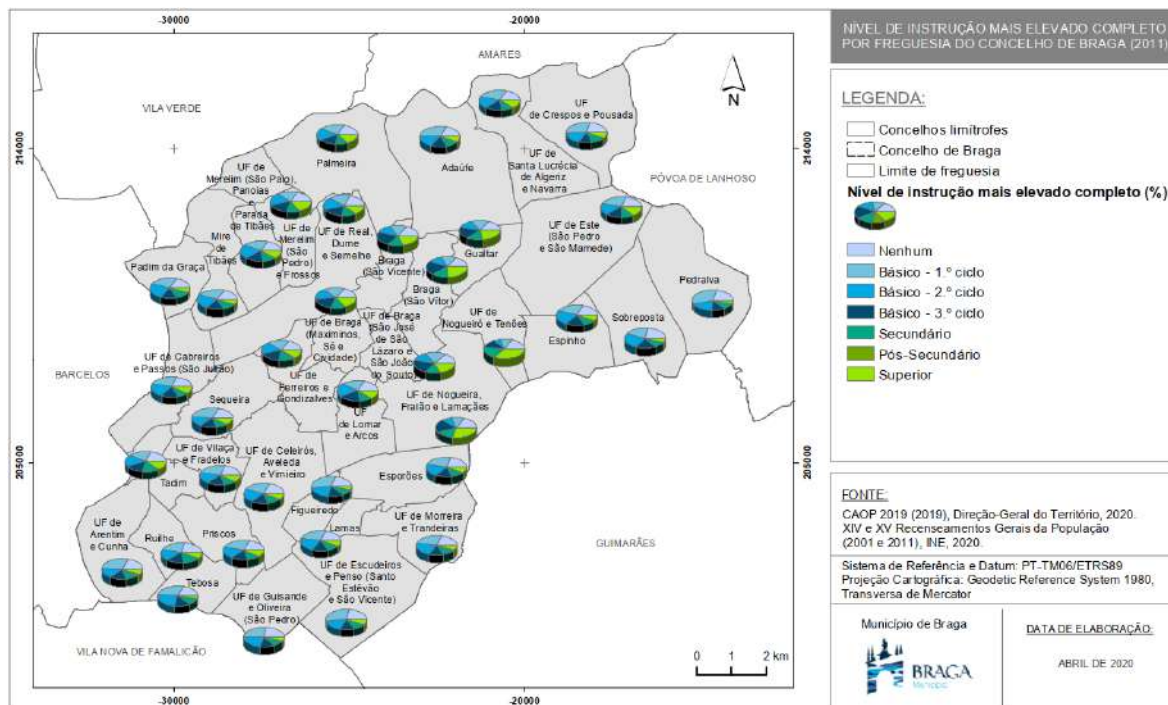 -30000
-20000
AMARES
VILA VERDE
N
UF
de Crespos e Pousada
214000
214000
Palmeira
Adaúfe
UF de
Santa Lucrécia
de Algeriz
e Navarra
PÓVOA DE LANHOSO
UF de
Merelim (São Paio),
Panoias
e
Parada
de Tibães
UF de
Merelim
(São
Pedro)
e Frossos
UF de Real,
Dume
e Semelhe
Braga
(São Vicente)
Gualtar
UF de Este
(São Pedro
e São Mamede)
Mire
de
Tibães
Padim da Graça
Braga
(São Vítor)
Pedralva
UF de Braga
(Maximinos,
Sé e
Cividade)
UF de Braga
(São José
de São
Lázaro e
São João
do Souto)
UF de
Nogueiró e Tenões
Espinho
Sobreposta
UF de Cabreiros
e Passos (São Julião)
BARCELOS
UF de
Ferreiros e
Gondizalves
Sequeira
UF
de Lomar
e Arcos
UF de Nogueira,
Fraião e Lamaçães
205000
205000
UF de Vilaça
e Fradelos
UF de Celeirós,
Aveleda
e Vimieiro
Tadim
Esporões
Figueiredo
UF de
Arentim
e Cunha
Ruilhe
Priscos
Lamas
UF de Morreira
e Trandeiras
GUIMARÃES
Tebosa
UF de Escudeiros
e Penso (Santo
Estêvão
e São Vicente)
UF de Guisande
e Oliveira
(São Pedro)
VILA NOVA DE FAMALICÃO
0 1 2 km
-30000
-20000
NÍVEL DE INSTRUÇÃO MAIS ELEVADO COMPLETO
POR FREGUESIA DO CONCELHO DE BRAGA (2011)
LEGENDA:
Concelhos limítrofes
Concelho de Braga
Limite de freguesia
Nível de instrução mais elevado completo (%)
Nenhum
Básico - 1.º ciclo
Básico - 2.º ciclo
Básico - 3.º ciclo
Secundário
Pós-Secundário
Superior
FONTE:
CAOP 2019 (2019), Direção-Geral do Território, 2020.
XIV e XV Recenseamentos Gerais da População
(2001 e 2011), INE, 2020.
Sistema de Referência e Datum: PT-TM06/ETRS89
Projeção Cartográfica: Geodetic Reference System 1980,
Transversa de Mercator
Município de Braga
BRAGA
Município
DATA DE ELABORAÇÃO:
ABRIL DE 2020